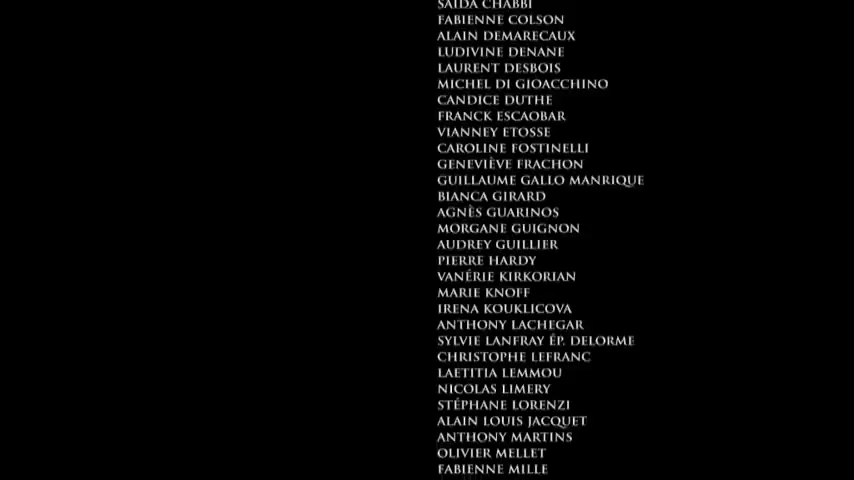 SAÏDA CHABBI
FABIENNE COLSON
ALAIN DEMARECAUX
LUDIVINE DENANE
LAURENT DESBOIS
MICHEL DI GIOACCHINO
CANDICE DUTHE
FRANCK ESCAOBAR
VIANNEY ETOSSE
CAROLINE FOSTINELLI
GENEVIÈVE FRACHON
GUILLAUME GALLO MANRIQUE
BIANCA GIRARD
AGNÈS GUARINOS
MORGANE GUIGNON
AUDREY GUILLIER
PIERRE HARDY
VANÉRIE KIRKORIAN
MARIE KNOFF
IRENA KOUKLICOVA
ANTHONY LACHEGAR
SYLVIE LANFRAY ÉP. DELORME
CHRISTOPHE LEFRANC
LAETITIA LEMMOU
NICOLAS LIMERY
STÉPHANE LORENZI
ALAIN LOUIS JACQUET
ANTHONY MARTINS
OLIVIER MELLET
FABIENNE MILLE